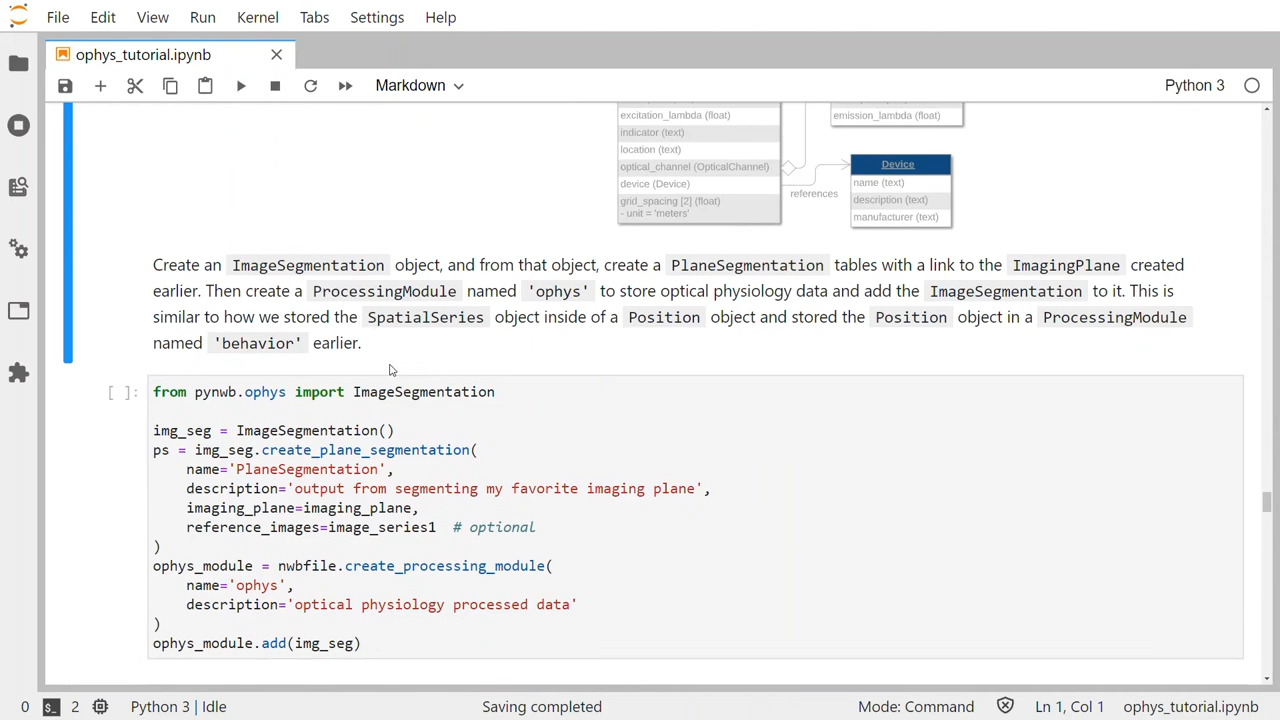 File Edit View Run Kernel Tabs Settings Help
ophys_tutorial.ipynb
Markdown
Python 3
excitation_lambda (float)
indicator (text)
location (text)
optical_channel (OpticalChannel)
device (Device)
grid_spacing [2] (float)
- unit = 'meters'
references
emission_lambda (float)
Device
name (text)
description (text)
manufacturer (text)
Create an ImageSegmentation object, and from that object, create a PlaneSegmentation tables with a link to the ImagingPlane created
earlier. Then create a ProcessingModule named 'ophys' to store optical physiology data and add the ImageSegmentation to it. This is
similar to how we stored the SpatialSeries object inside of a Position object and stored the Position object in a ProcessingModule
named 'behavior' earlier.
[ ]:
from pynwb.ophys import ImageSegmentation
img_seg = ImageSegmentation()
ps = img_seg.create_plane_segmentation(
name='PlaneSegmentation',
description='output from segmenting my favorite imaging plane',
imaging_plane=imaging_plane,
reference_images=image_series1 # optional
)
ophys_module = nwbfile.create_processing_module(
name='ophys',
description='optical physiology processed data'
)
ophys_module.add(img_seg)
0 $_ 2 Python 3 | Idle Saving completed Mode: Command Ln 1, Col 1 ophys_tutorial.ipynb